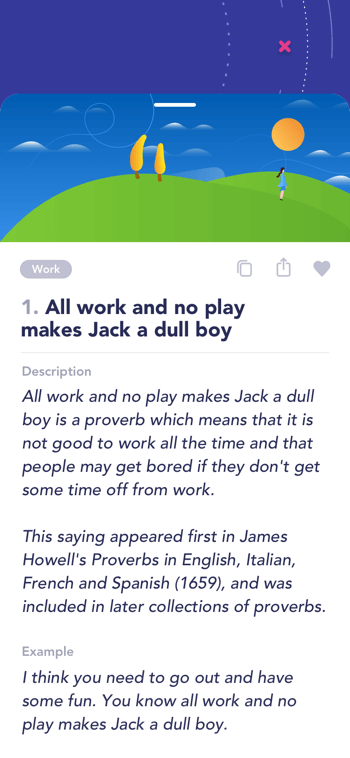 Work
1. All work and no play
makes Jack a dull boy
Description
All work and no play makes Jack a dull
boy is a proverb which means that it is
not good to work all the time and that
people may get bored if they don't get
some time off from work.
This saying appeared first in James
Howell's Proverbs in English, Italian,
French and Spanish (1659), and was
included in later collections of proverbs.
Example
I think you need to go out and have
some fun. You know all work and no
play makes Jack a dull boy.